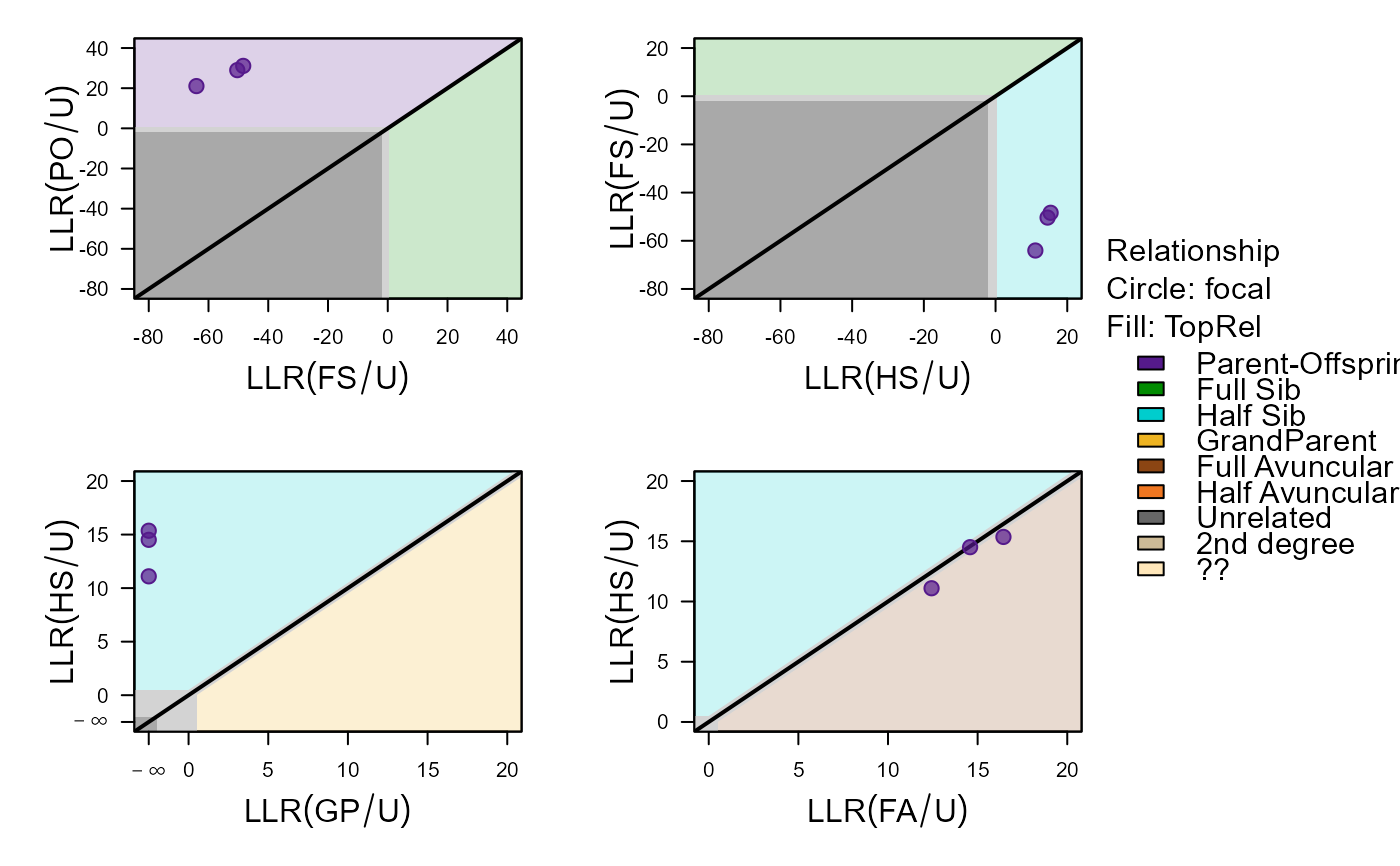 40
20
0
-20
-40
-60
-80
LLR(PO/U)
-80 -60 -40 -20 0 20 40
LLR(FS/U)
20
0
-20
-40
-60
-80
LLR(FS/U)
-80 -60 -40 -20 0 20
LLR(HS/U)
20
15
10
5
0
- ∞
LLR(HS/U)
- ∞ 0 5 10 15 20
LLR(GP/U)
20
15
10
5
0
LLR(HS/U)
0 5 10 15 20
LLR(FA/U)
Relationship
Circle: focal
Fill: TopRel
Parent-Offsprin
Full Sib
Half Sib
GrandParent
Full Avuncular
Half Avuncular
Unrelated
2nd degree
??